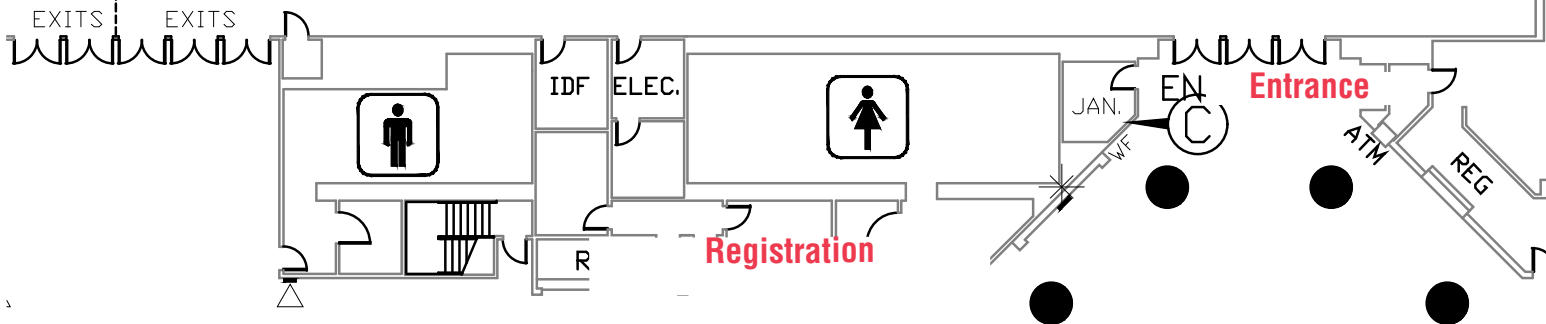 EXITS EXITS
IDF ELEC.
JAN. EN Entrance
C
WF ATM REG
R Registration